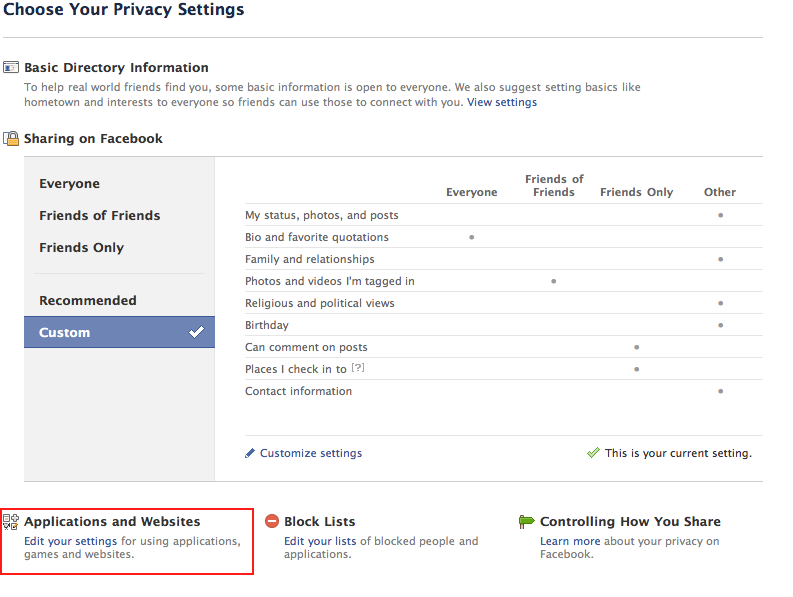 Choose Your Privacy Settings
Basic Directory Information
To help real world friends find you, some basic information is open to everyone. We also suggest setting basics like
hometown and interests to everyone so friends can use those to connect with you. View settings
Sharing on Facebook
Everyone
Friends of Friends
Friends Only
Recommended
Custom
Everyone
Friends of
Friends
Friends Only
Other
My status, photos, and posts
Bio and favorite quotations
Family and relationships
Photos and videos I'm tagged in
Religious and political views
Birthday
Can comment on posts
Places I check in to [?]
Contact information
Customize settings
This is your current setting.
Applications and Websites
Edit your settings for using applications,
games and websites.
Block Lists
Edit your lists of blocked people and
applications.
Controlling How You Share
Learn more about your privacy on
Facebook.